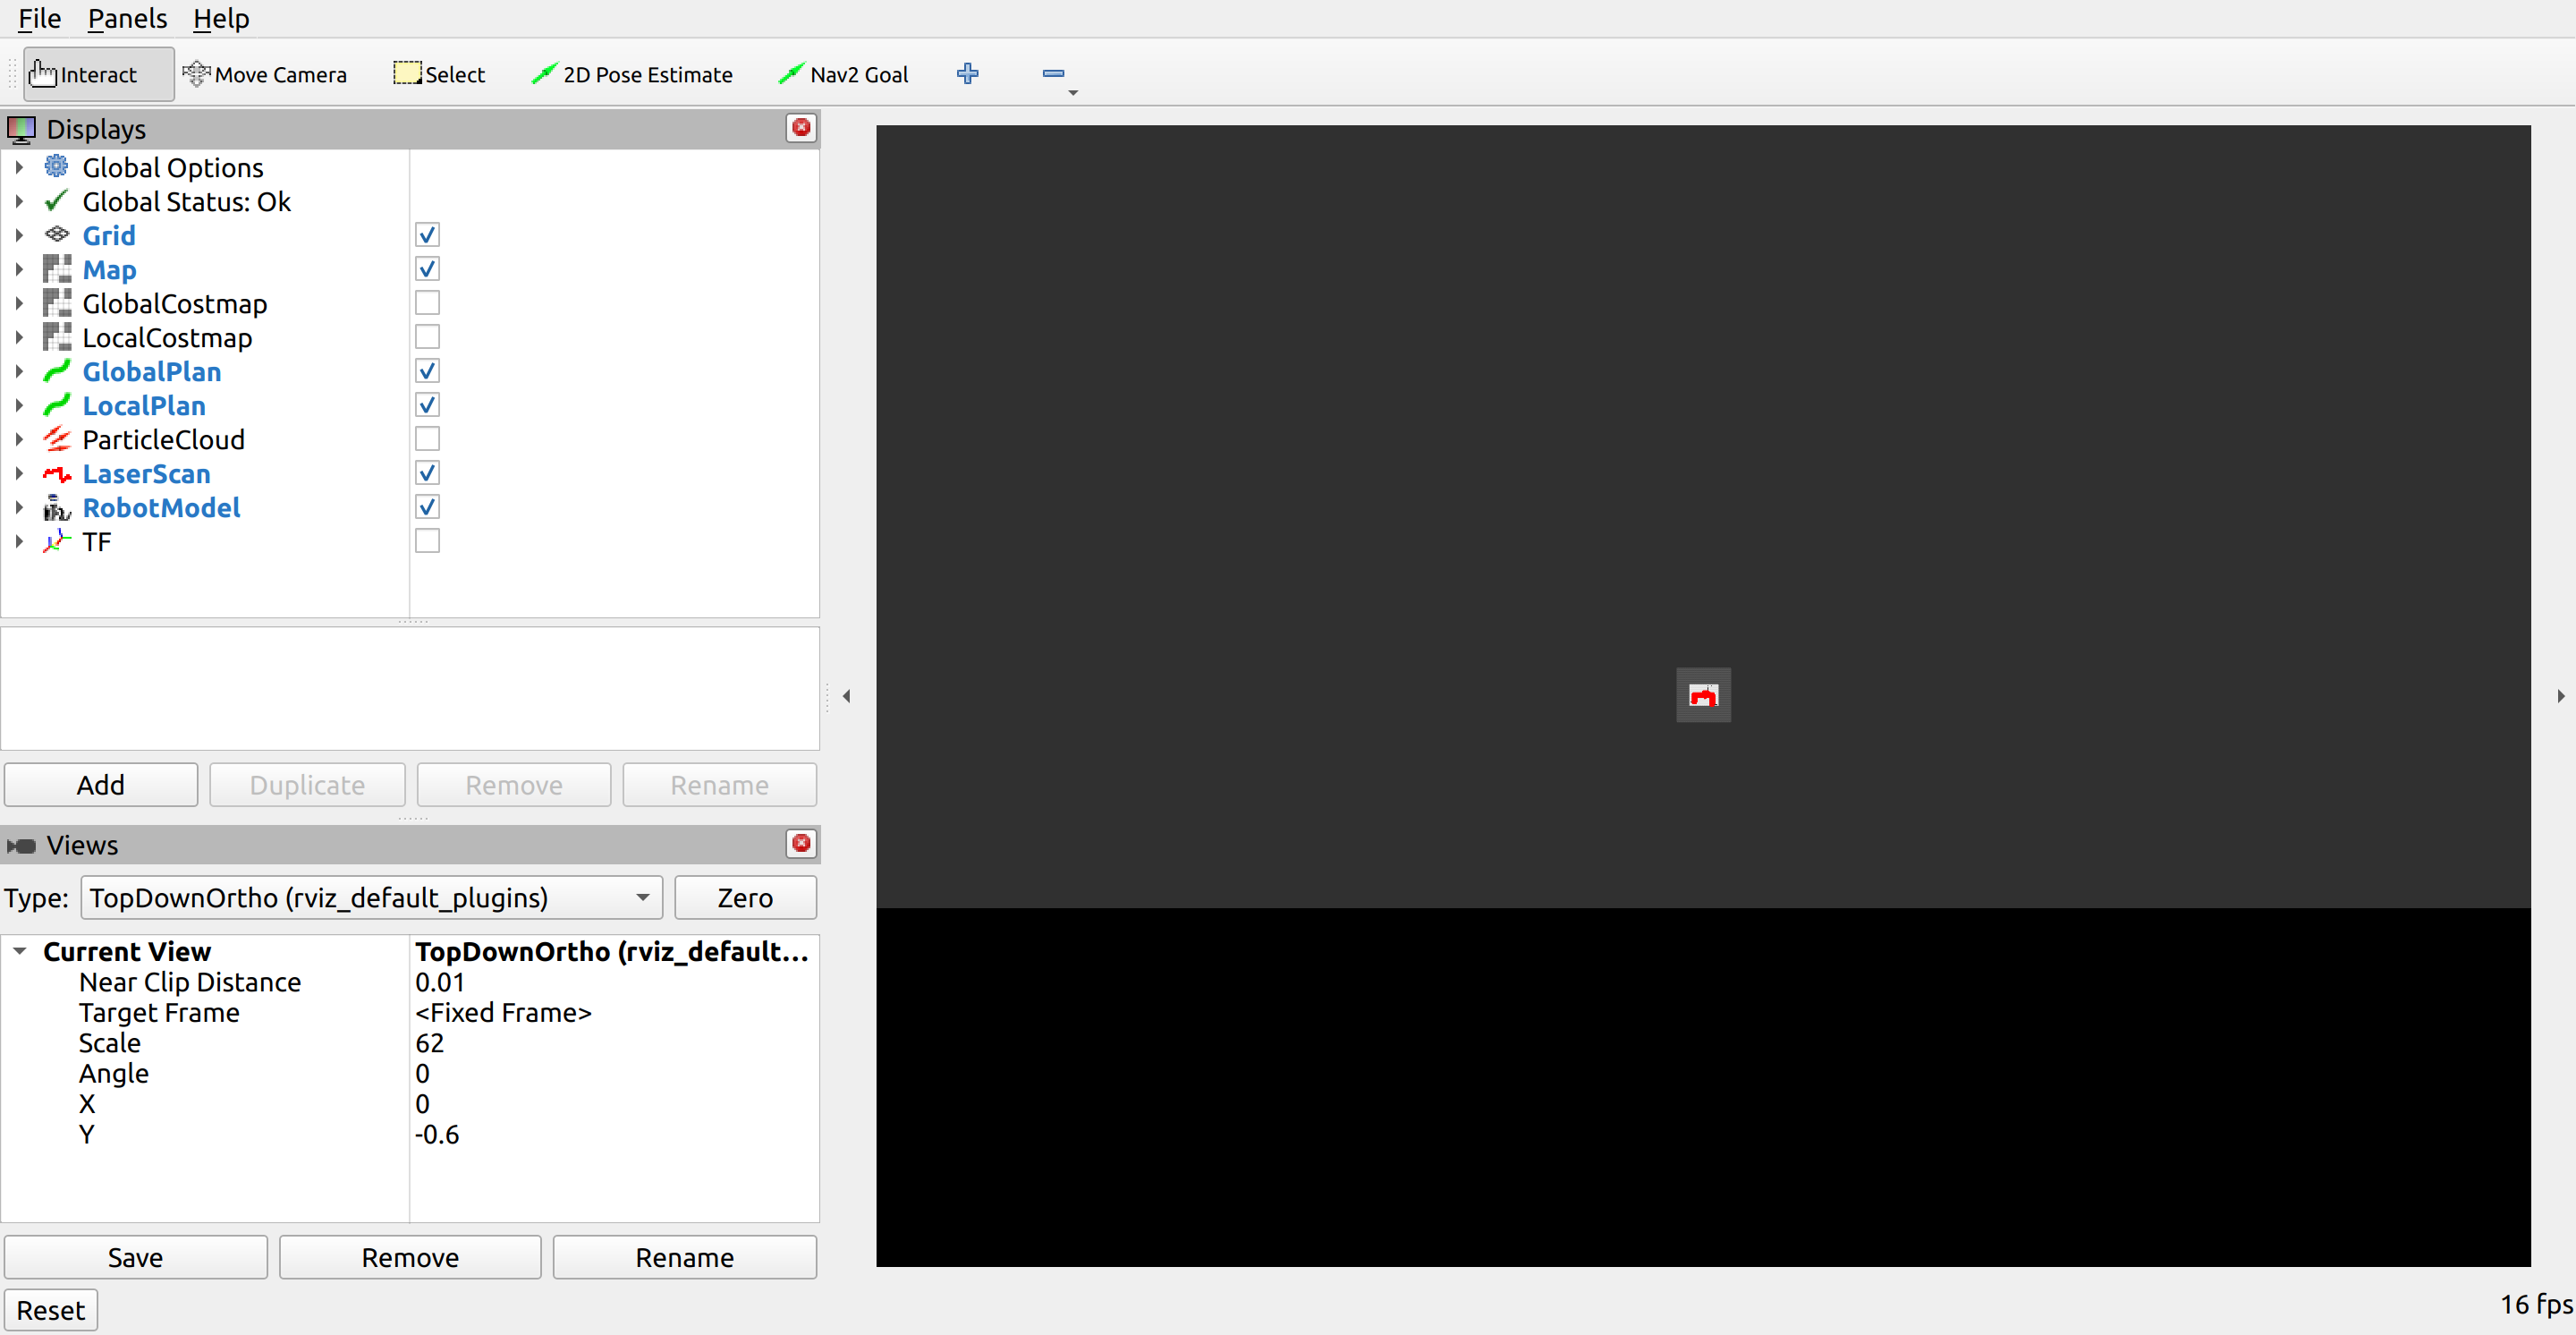 File Panels Help
Interact Move Camera Select 2D Pose Estimate Nav2 Goal
Displays
Global Options
Global Status: Ok
Grid
Map
GlobalCostmap
LocalCostmap
GlobalPlan
LocalPlan
ParticleCloud
LaserScan
RobotModel
TF
Add Duplicate Remove Rename
Views
Type: TopDownOrtho (rviz_default_plugins) Zero
Current View TopDownOrtho (rviz_default...
Near Clip Distance 0.01
Target Frame <Fixed Frame>
Scale 62
Angle 0
X 0
Y -0.6
Save Remove Rename
Reset
16 fps